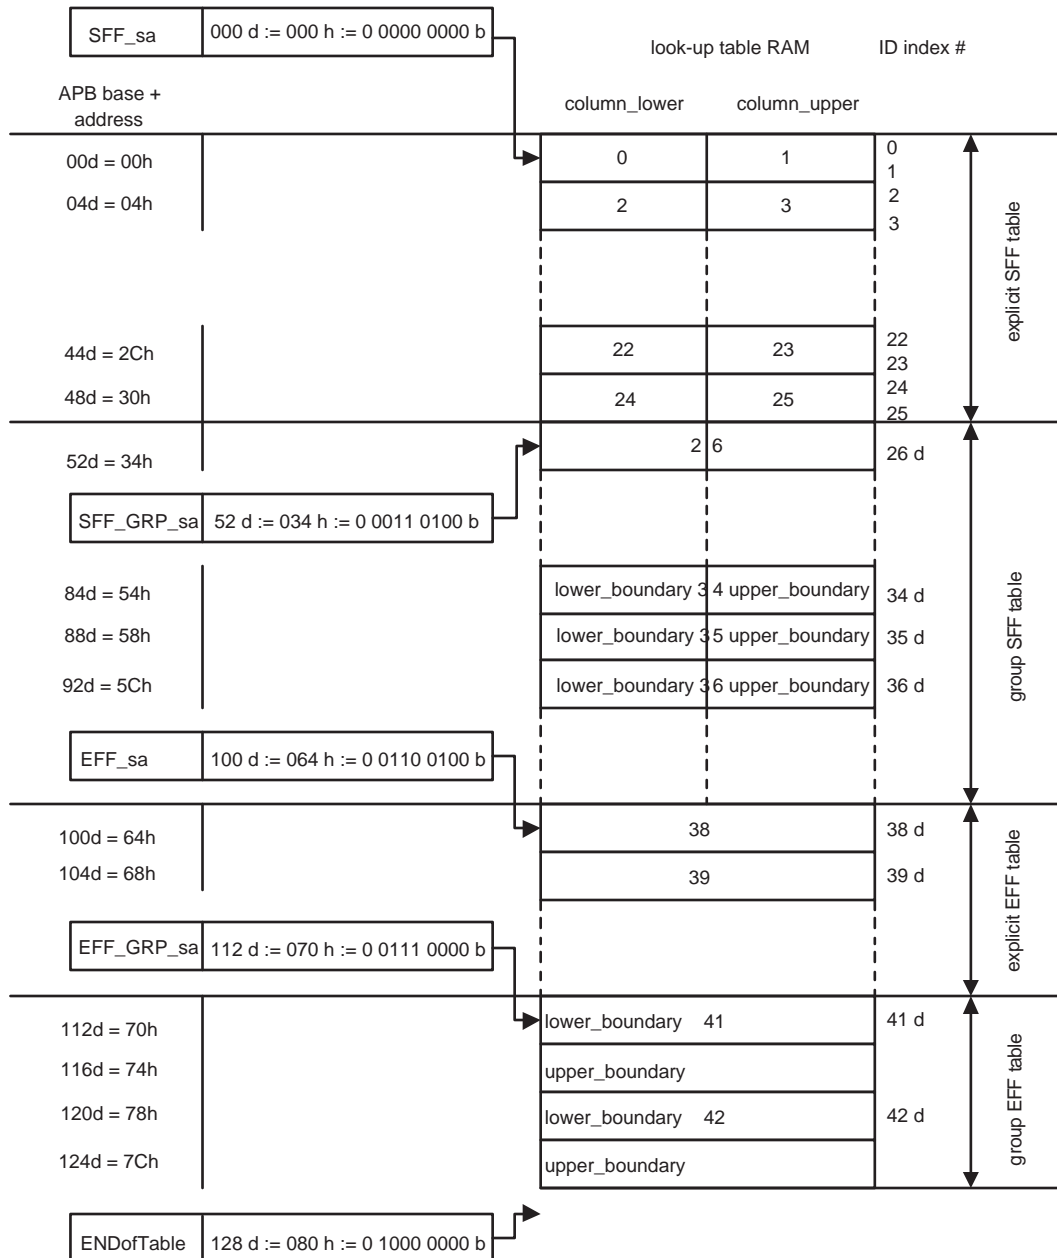 SFF_sa 000 d := 000 h := 0 0000 0000 b
look-up table RAM ID index #
APB base +
address
column_lower column_upper
00d = 00h 0 1 0
1
04d = 04h 2 3 2
3
explicit SFF table
44d = 2Ch 22 23 22
23
48d = 30h 24 25 24
25
52d = 34h 2 6 26 d
SFF_GRP_sa 52 d := 034 h := 0 0011 0100 b
84d = 54h lower_boundary 3 4 upper_boundary 34 d
88d = 58h lower_boundary 3 5 upper_boundary 35 d
92d = 5Ch lower_boundary 3 6 upper_boundary 36 d
group SFF table
EFF_sa 100 d := 064 h := 0 0110 0100 b
100d = 64h 38 38 d
104d = 68h 39 39 d
explicit EFF table
EFF_GRP_sa 112 d := 070 h := 0 0111 0000 b
112d = 70h lower_boundary 41 41 d
116d = 74h upper_boundary
120d = 78h lower_boundary 42 42 d
124d = 7Ch upper_boundary
group EFF table
ENDofTable 128 d := 080 h := 0 1000 0000 b